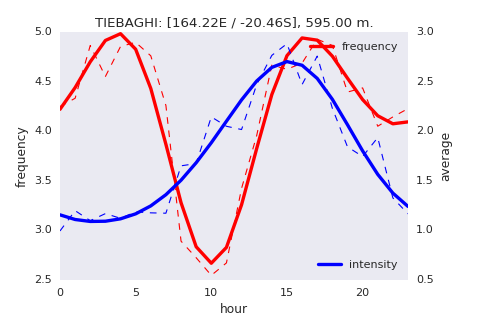 TIEBAGHI: [164.22E / -20.46S], 595.00 m.
5.0
4.5
4.0
3.5
3.0
2.5
frequency
3.0
2.5
2.0
1.5
1.0
0.5
average
frequency
intensity
0 5 10 15 20
hour